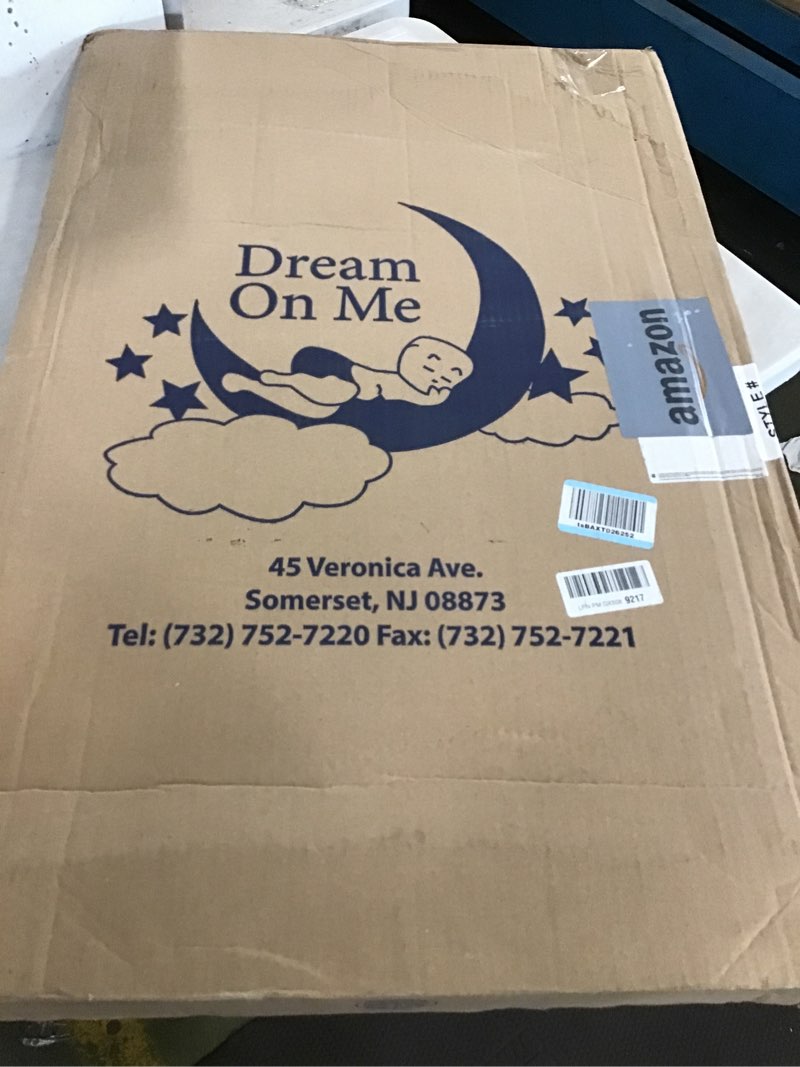 Dream
On Me
amazon
STYLE#
tsBAXT026252
9217
45 Veronica Ave.
Somerset, NJ 08873
Tel: (732) 752-7220 Fax: (732) 752-7221